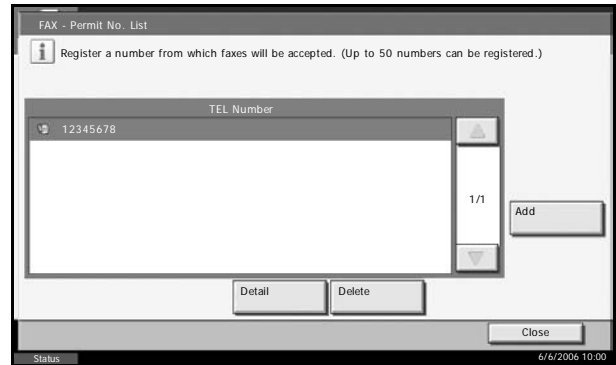 FAX - Permit No. List
Register a number from which faxes will be accepted. (Up to 50 numbers can be registered.)
TEL Number
12345678
1/1
Add
Detail Delete
Close
Status 6/6/2006 10:00